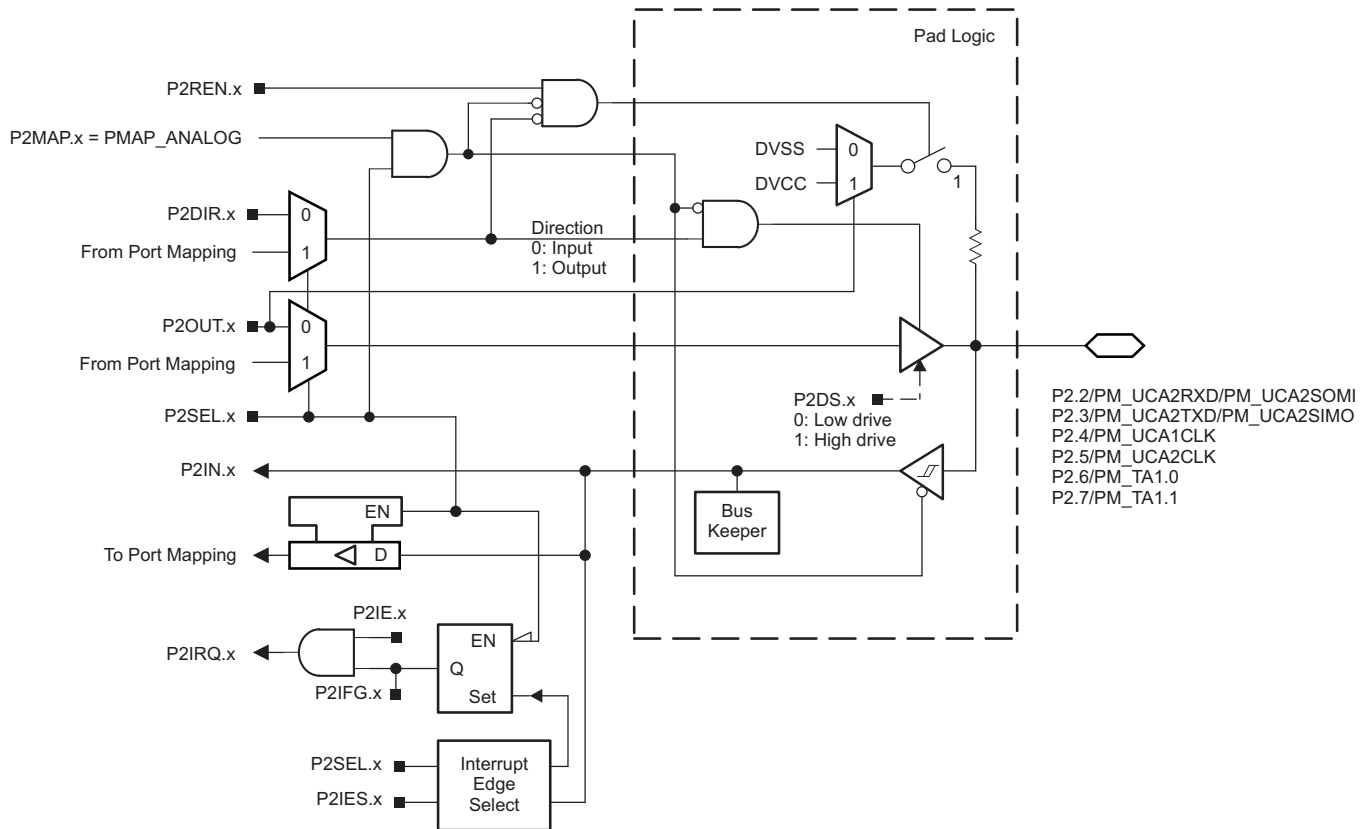 Pad Logic
P2REN.x
P2MAP.x = PMAP_ANALOG
DVSS
0
DVCC
1
1
P2DIR.x
0
From Port Mapping
1
Direction
0: Input
1: Output
P2OUT.x
0
From Port Mapping
1
P2SEL.x
P2DS.x
0: Low drive
1: High drive
P2.2/PM_UCA2RXD/PM_UCA2SOMI
P2.3/PM_UCA2TXD/PM_UCA2SIMO
P2.4/PM_UCA1CLK
P2.5/PM_UCA2CLK
P2.6/PM_TA1.0
P2.7/PM_TA1.1
P2IN.x
Bus
Keeper
EN
To Port Mapping
D
P2IE.x
P2IRQ.x
EN
Q
P2IFG.x
Set
P2SEL.x
P2IES.x
Interrupt
Edge
Select